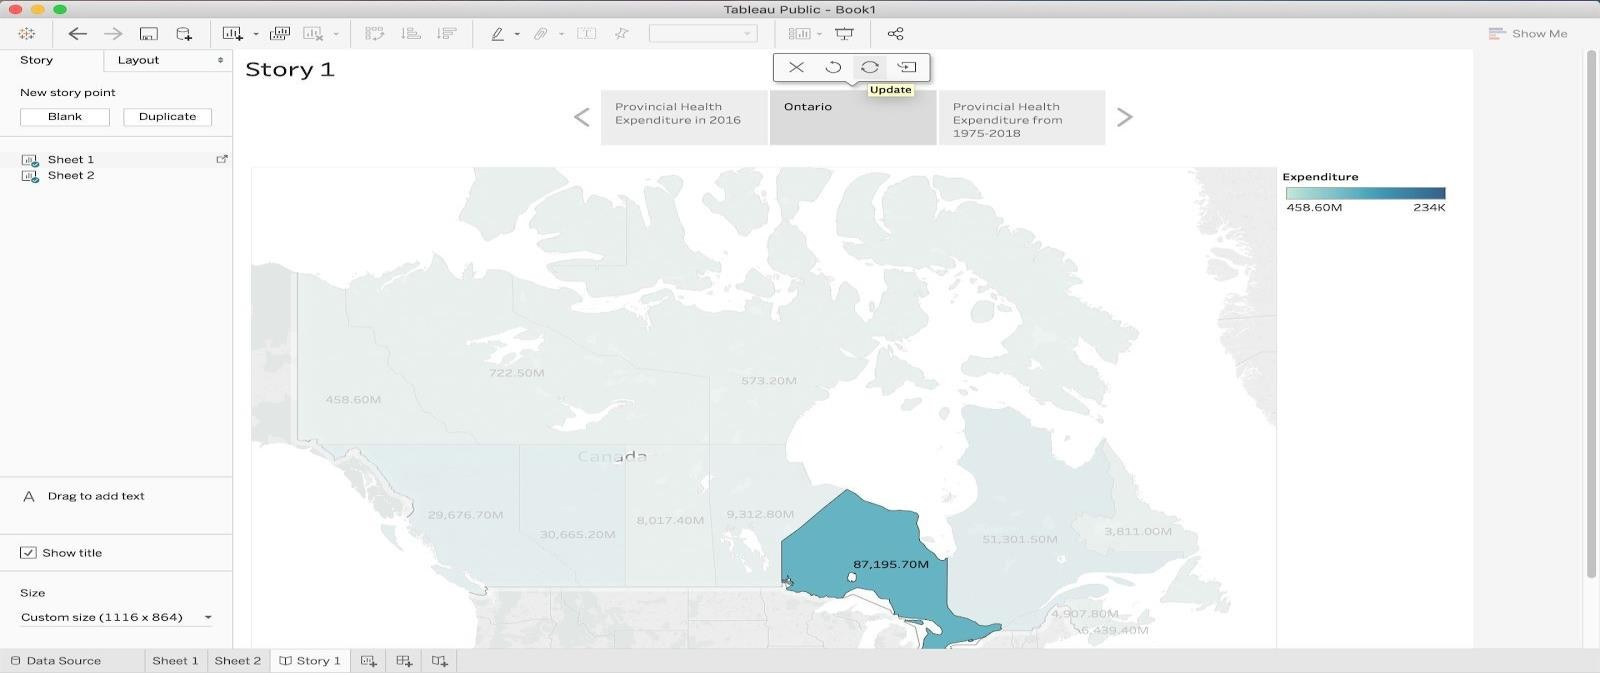 Tableau Public - Book1
Show Me
Story
Layout
New story point
Blank
Duplicate
Sheet 1
Sheet 2
A Drag to add text
Show title
Size
Custom size (1116 x 864)
Story 1
Update
Provincial Health
Expenditure in 2016
Ontario
Provincial Health
Expenditure from
1975-2018
Expenditure
458.60M 234K
722.50M
573.20M
458.60M
Canada
29,676.70M
30,665.20M
8,017.40M
9,312.80M
87,195.70M
51,301.50M
3,811.00M
4,907.80M
6,439.40M
Data Source
Sheet 1
Sheet 2
Story 1